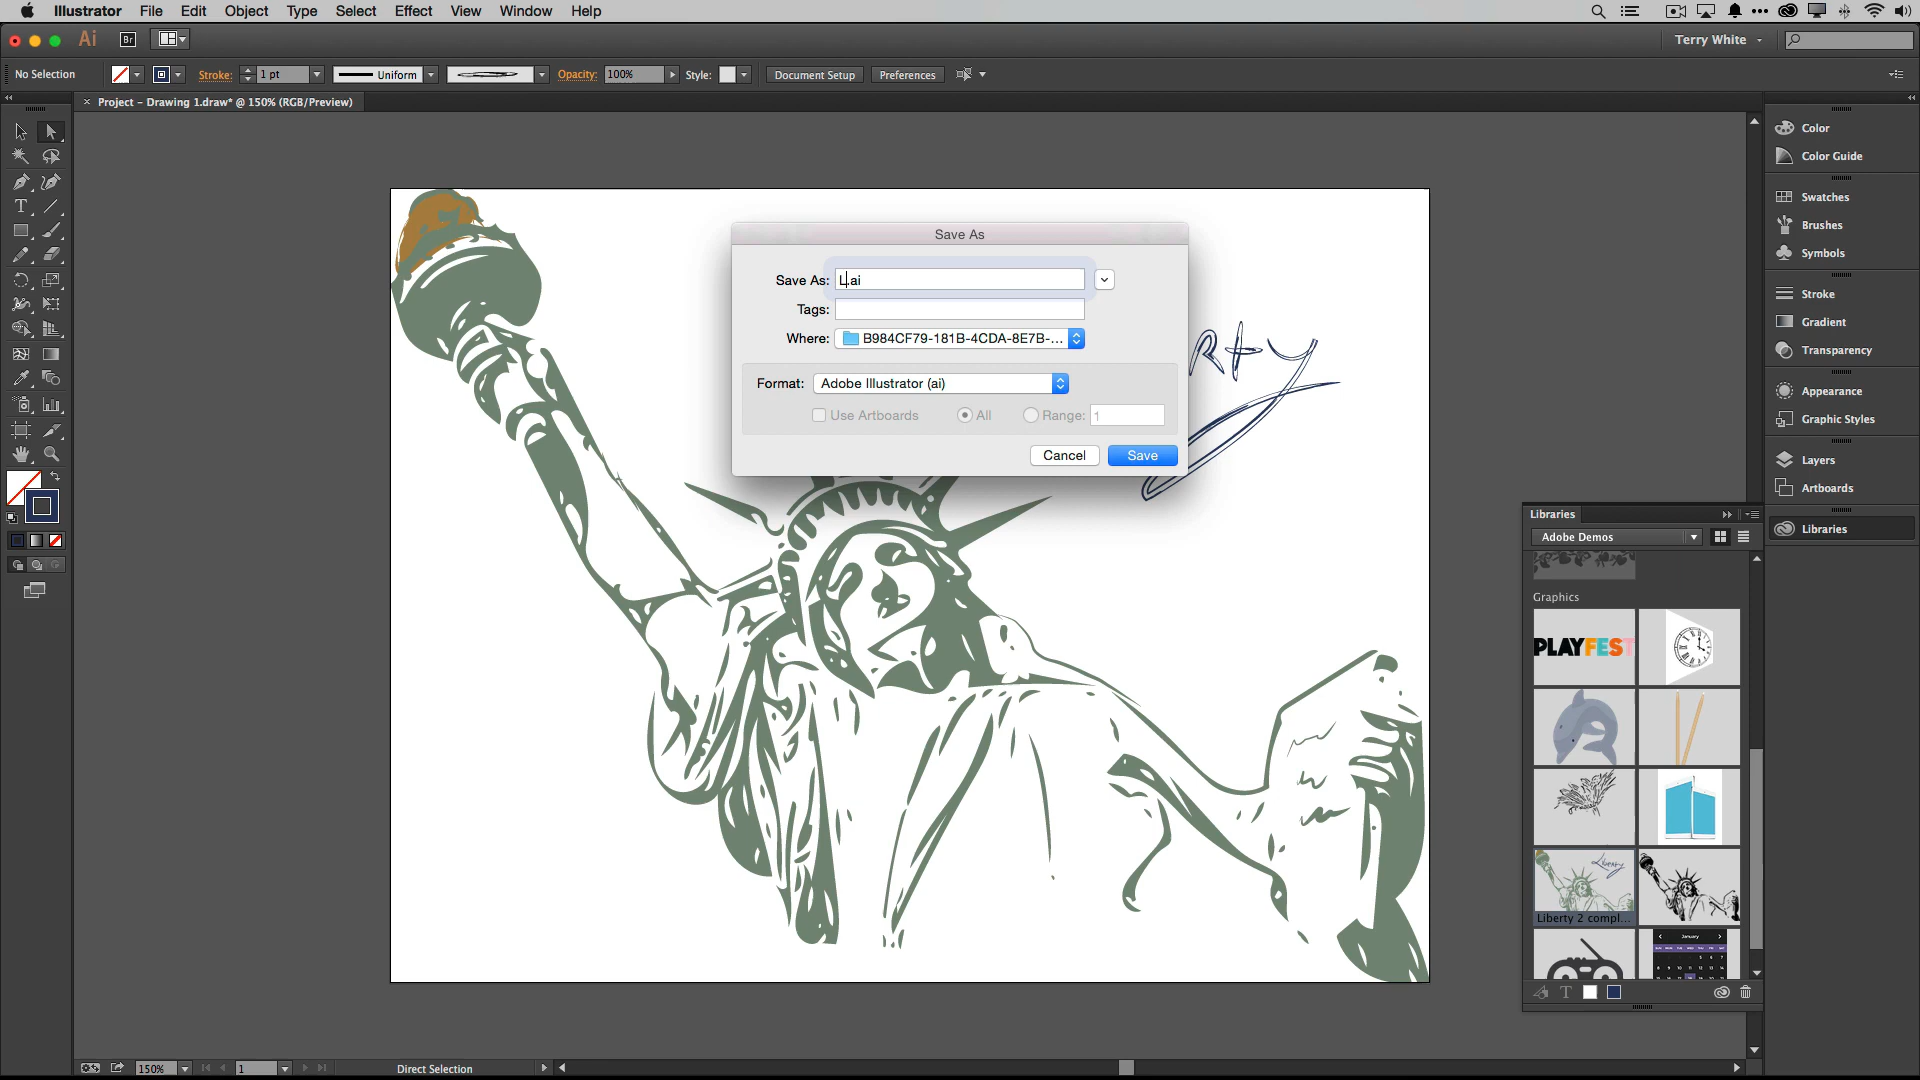 Illustrator File Edit Object Type Select Effect View Window Help
Ai Br Terry White
No Selection Stroke: 1 pt Uniform Opacity: 100% Style: Document Setup Preferences
× Project - Drawing 1.draw* @ 150% (RGB/Preview)
Save As
Save As: L.ai
Tags:
Where: B984CF79-181B-4CDA-8E7B-...
Format: Adobe Illustrator (ai)
Use Artboards All Range: 1
Cancel Save
Rty
Color
Color Guide
Swatches
Brushes
Symbols
Stroke
Gradient
Transparency
Appearance
Graphic Styles
Layers
Artboards
Libraries
Libraries
Adobe Demos
Graphics
PLAYFEST
Liberty
Liberty 2 compl...
January
150% 1 Direct Selection